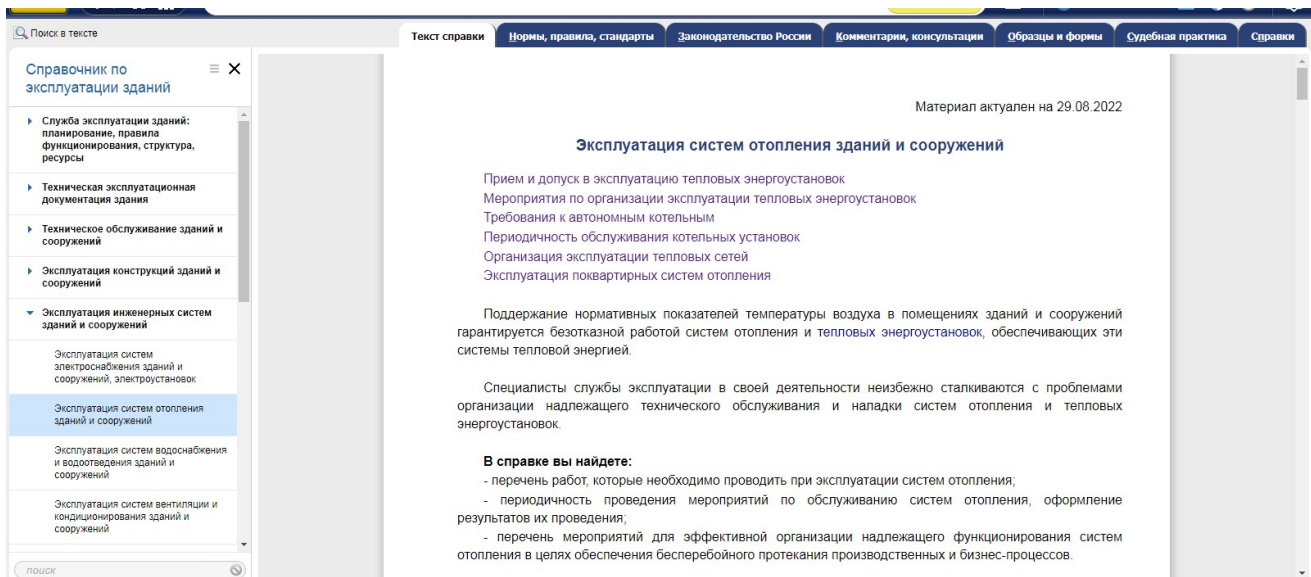 Поиск в тексте
Текст справки
Нормы, правила, стандарты
Законодательство России
Комментарии, консультации
Образцы и формы
Судебная практика
Справки
Справочник по
эксплуатации зданий
Служба эксплуатации зданий:
планирование, правила
функционирования, структура,
ресурсы
Техническая эксплуатационная
документация здания
Техническое обслуживание зданий и
сооружений
Эксплуатация конструкций зданий и
сооружений
Эксплуатация инженерных систем
зданий и сооружений
Эксплуатация систем
электроснабжения зданий и
сооружений, электроустановок
Эксплуатация систем отопления
зданий и сооружений
Эксплуатация систем водоснабжения
и водоотведения зданий и
сооружений
Эксплуатация систем вентиляции и
кондиционирования зданий и
сооружений
поиск
Материал актуален на 29.08.2022
Эксплуатация систем отопления зданий и сооружений
Прием и допуск в эксплуатацию тепловых энергоустановок
Мероприятия по организации эксплуатации тепловых энергоустановок
Требования к автономным котельным
Периодичность обслуживания котельных установок
Организация эксплуатации тепловых сетей
Эксплуатация поквартирных систем отопления
Поддержание нормативных показателей температуры воздуха в помещениях зданий и сооружений
гарантируется безотказной работой систем отопления и тепловых энергоустановок, обеспечивающих эти
системы тепловой энергией.
Специалисты службы эксплуатации в своей деятельности неизбежно сталкиваются с проблемами
организации надлежащего технического обслуживания и наладки систем отопления и тепловых
энергоустановок.
В справке вы найдете:
- перечень работ, которые необходимо проводить при эксплуатации систем отопления;
- периодичность проведения мероприятий по обслуживанию систем отопления, оформление
результатов их проведения;
- перечень мероприятий для эффективной организации надлежащего функционирования систем
отопления в целях обеспечения бесперебойного протекания производственных и бизнес-процессов.